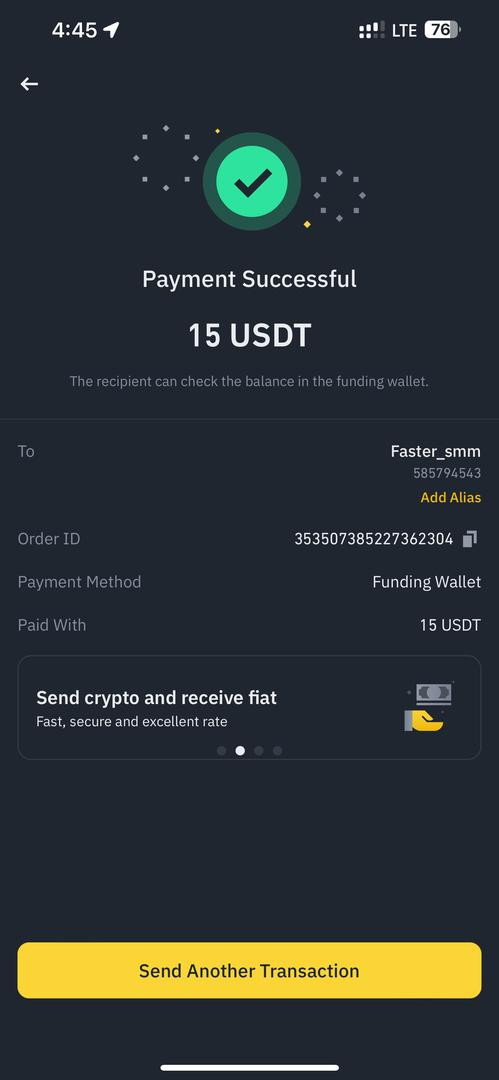 4:45
LTE 76
Payment Successful
15 USDT
The recipient can check the balance in the funding wallet.
To
Faster_smm
585794543
Add Alias
Order ID
353507385227362304
Payment Method
Funding Wallet
Paid With
15 USDT
Send crypto and receive fiat
Fast, secure and excellent rate
Send Another Transaction